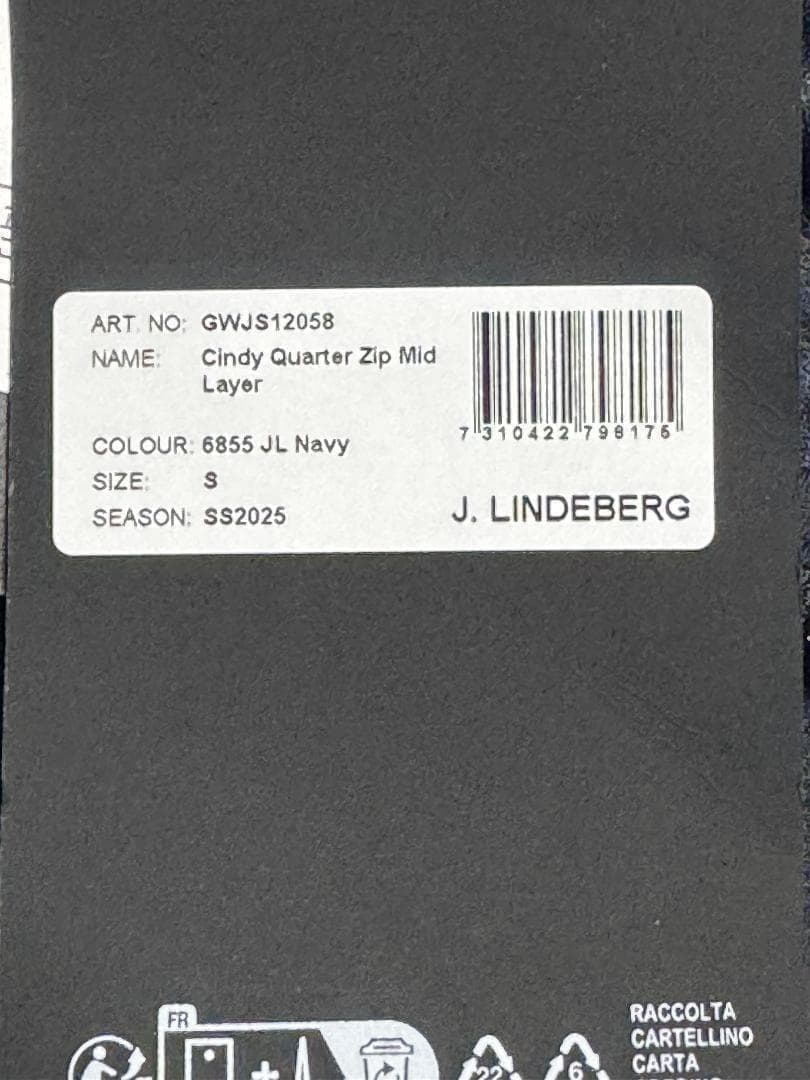 ART. NO: GWJS12058
NAME: Cindy Quarter Zip Mid
Layer
COLOUR: 6855 JL Navy
SIZE: S
SEASON: SS2025
7 310422 798176
J. LINDEBERG
FR
+
22
6
RACCOLTA
CARTELLINO
CARTA